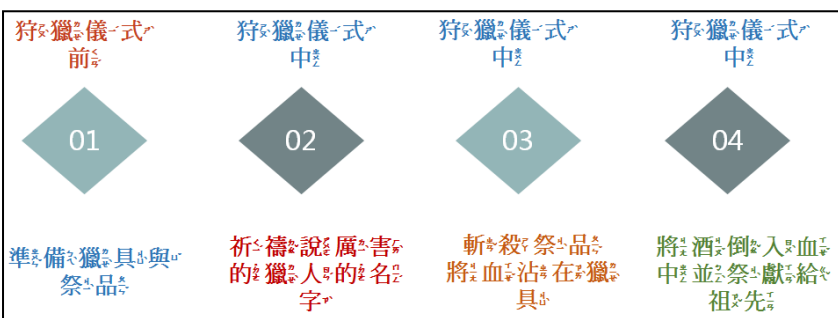 狩獵儀式前
狩獵儀式中
狩獵儀式中
狩獵儀式中
01
02
03
04
準備獵具與
祭品
祈禱說厲害
的獵人的名
字
斬殺祭品
將血沾在獵
具
將酒倒入血
中並祭獻給
祖先